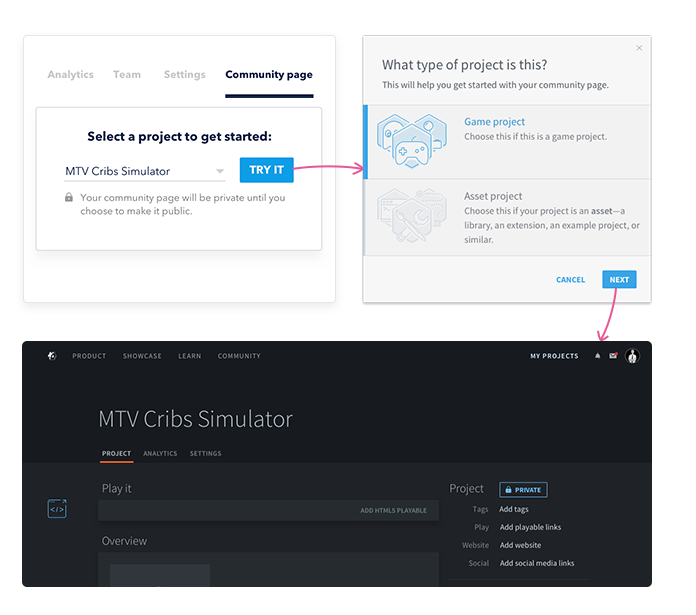 Analytics Team Settings Community page
Select a project to get started:
MTV Cribs Simulator TRY IT
Your community page will be private until you
choose to make it public.
What type of project is this?
This will help you get started with your community page.
Game project
Choose this if this is a game project.
Asset project
Choose this if your project is an asset—a
library, an extension, an example project, or
similar.
CANCEL NEXT
PRODUCT SHOWCASE LEARN COMMUNITY MY PROJECTS
MTV Cribs Simulator
PROJECT ANALYTICS SETTINGS
Play it
ADD HTML5 PLAYABLE
Overview
Project PRIVATE
Tags Add tags
Play Add playable links
Website Add website
Social Add social media links